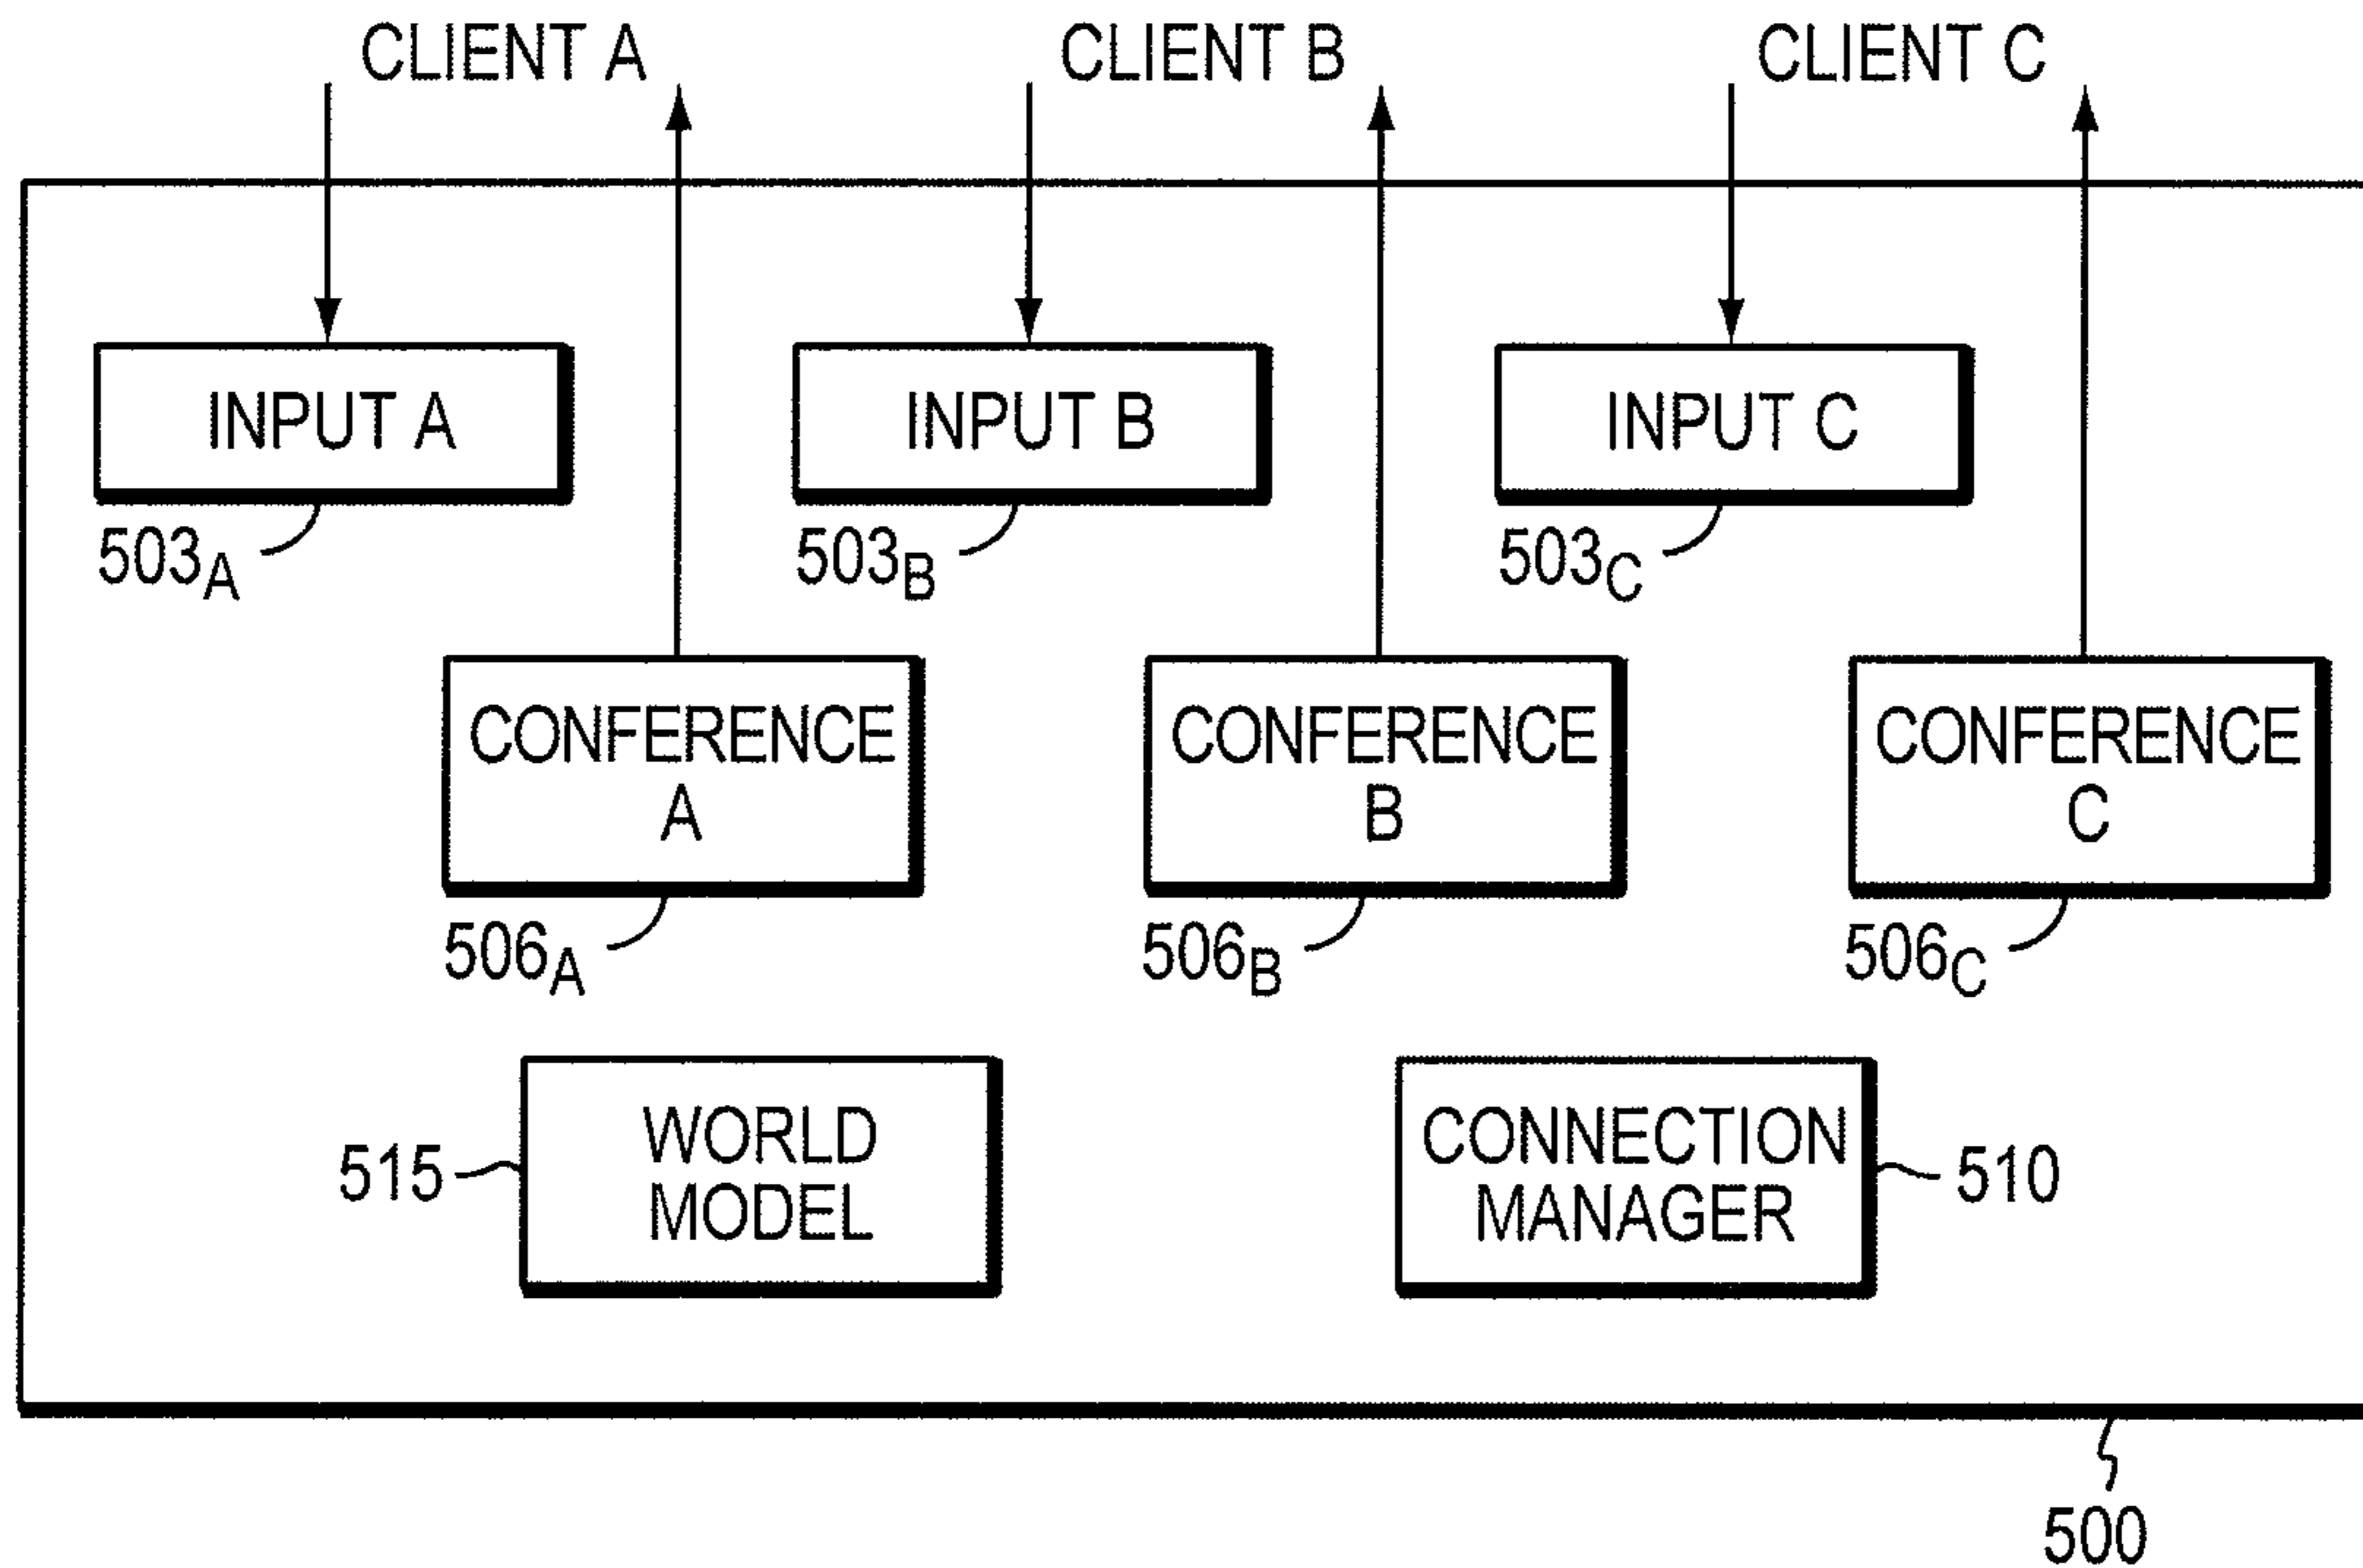 CLIENT A
CLIENT B
CLIENT C
INPUT A
INPUT B
INPUT C
503A
503B
503C
CONFERENCE
A
CONFERENCE
B
CONFERENCE
C
506A
506B
506C
515
WORLD
MODEL
CONNECTION
MANAGER
510
500